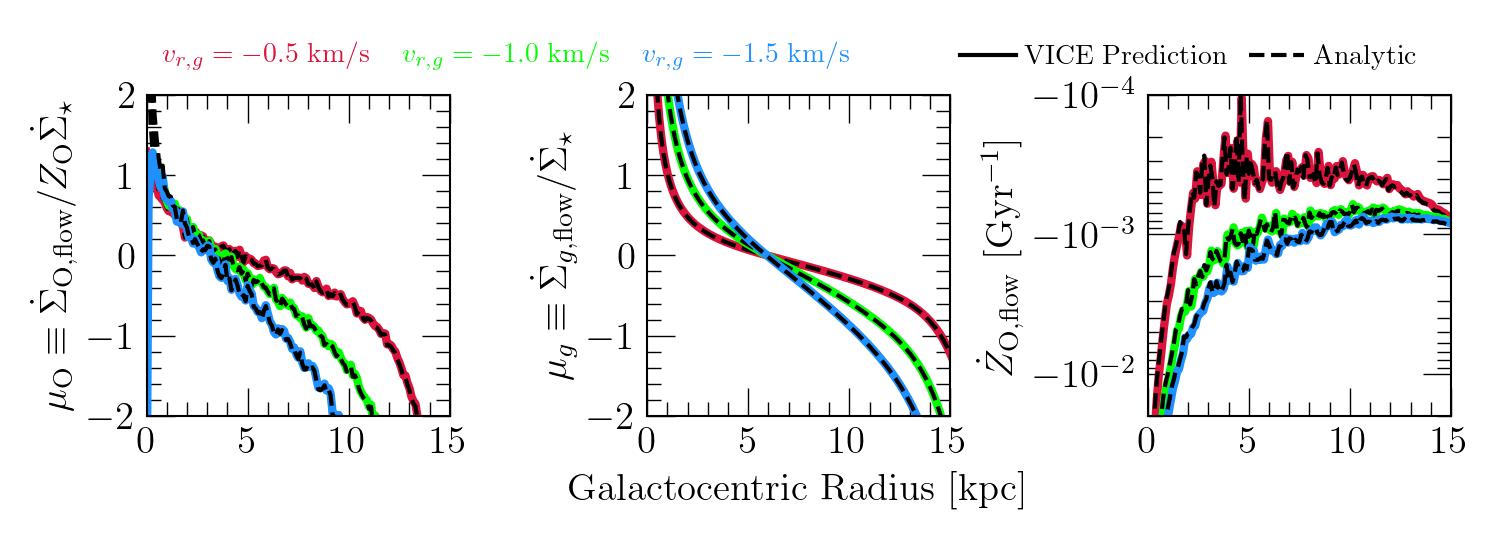 v_{r,g} = −0.5 km/s v_{r,g} = −1.0 km/s v_{r,g} = −1.5 km/s VICE Prediction Analytic
μ_O ≡ Σ̇_{O,flow}/Z_O Σ̇_⋆
2
1
0
−1
−2
0 5 10 15
μ_g ≡ Σ̇_{g,flow}/Σ̇_⋆
2
1
0
−1
−2
0 5 10 15
Ż_{O,flow} [Gyr^{−1}]
−10^{−4}
−10^{−3}
−10^{−2}
0 5 10 15
Galactocentric Radius [kpc]